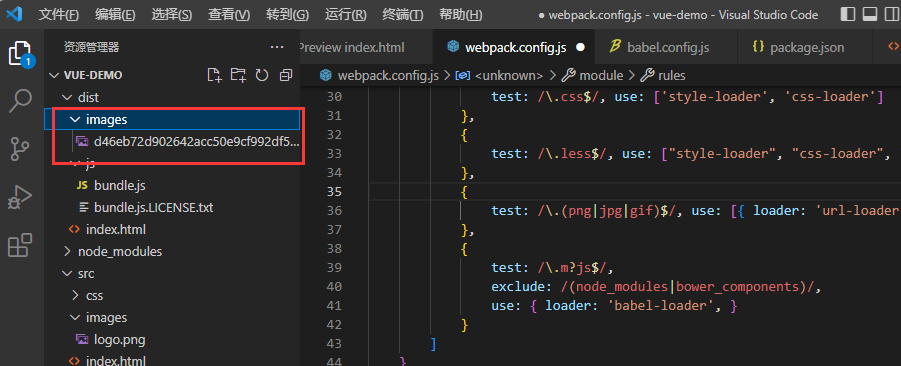 文件(F) 编辑(E) 选择(S) 查看(V) 转到(G) 运行(R) 终端(T) 帮助(H) ● webpack.config.js - vue-demo - Visual Studio Code
资源管理器 ···
1
VUE-DEMO
dist
images
d46eb72d902642acc50e9cf992df5...
js
JS bundle.js
bundle.js.LICENSE.txt
<> index.html
node_modules
src
css
images
logo.png
<> index.html
Preview index.html webpack.config.js ● babel.config.js package.json <>
webpack.config.js > <unknown> > module > rules
30 test: /\.css$/, use: ['style-loader', 'css-loader']
31 },
32 {
33 test: /\.less$/, use: ["style-loader", "css-loader",
34 },
35 {
36 test: /\.(png|jpg|gif)$/, use: [{ loader: 'url-loader
37 },
38 {
39 test: /\.m?js$/,
40 exclude: /(node_modules|bower_components)/,
41 use: { loader: 'babel-loader', }
42 }
43 ]
44 }